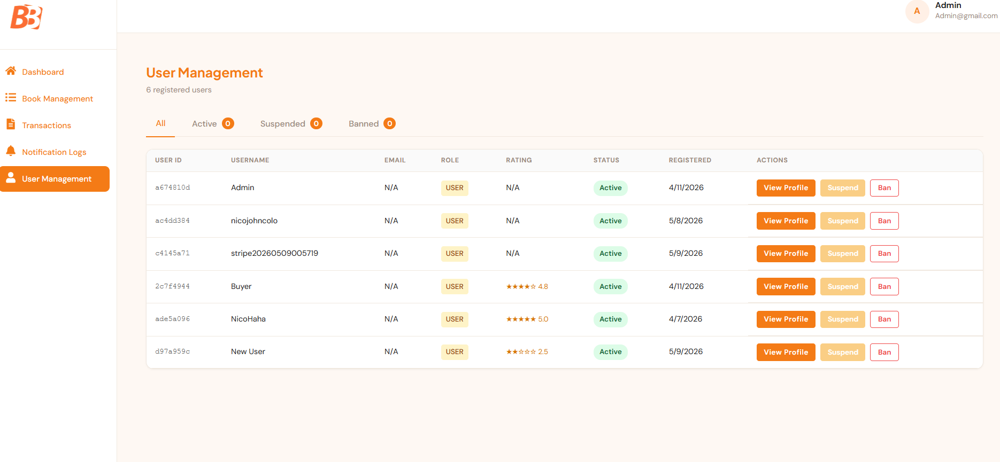 BB
A
Admin
Admin@gmail.com
Dashboard
Book Management
Transactions
Notification Logs
User Management
User Management
6 registered users
All Active 0 Suspended 0 Banned 0
USER ID USERNAME EMAIL ROLE RATING STATUS REGISTERED ACTIONS
a674810d Admin N/A USER N/A Active 4/11/2026 View Profile Suspend Ban
ac4dd384 nicojohncolo N/A USER N/A Active 5/8/2026 View Profile Suspend Ban
c4145a71 stripe20260509005719 N/A USER N/A Active 5/9/2026 View Profile Suspend Ban
2c7f4944 Buyer N/A USER ★★★★☆ 4.8 Active 4/11/2026 View Profile Suspend Ban
ade5a096 NicoHaha N/A USER ★★★★★ 5.0 Active 4/7/2026 View Profile Suspend Ban
d97a959c New User N/A USER ★★☆☆☆ 2.5 Active 5/9/2026 View Profile Suspend Ban